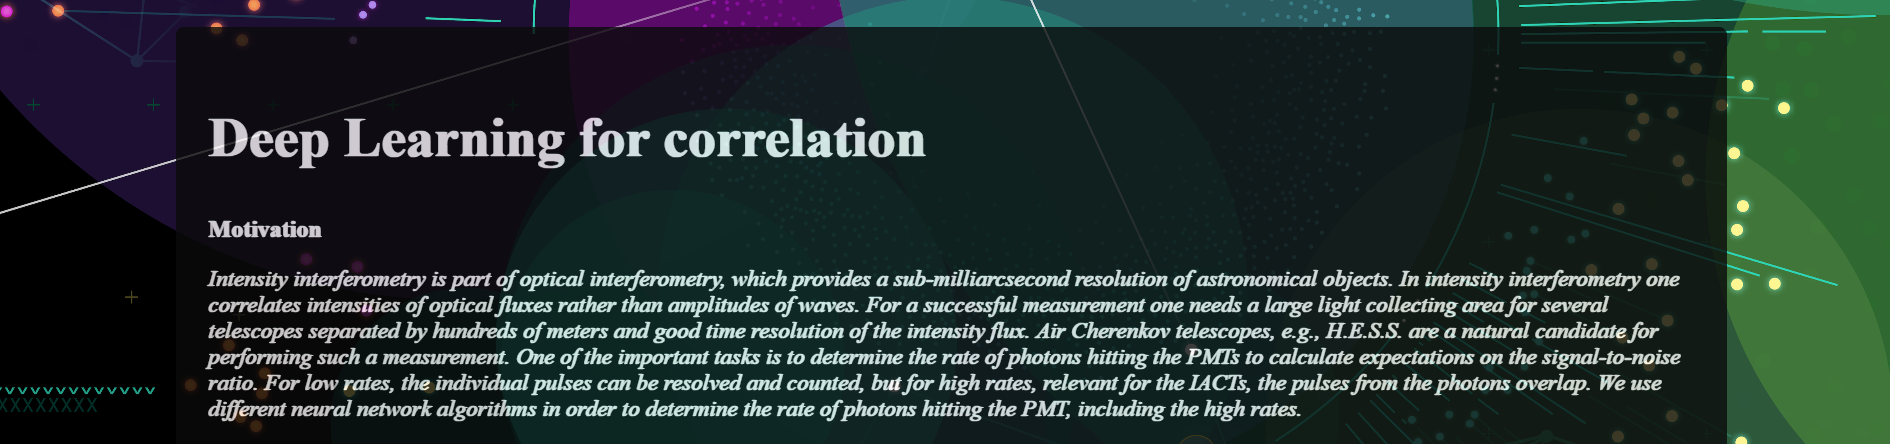 Deep Learning for correlation
Motivation
Intensity interferometry is part of optical interferometry, which provides a sub-milliarcsecond resolution of astronomical objects. In intensity interferometry one
correlates intensities of optical fluxes rather than amplitudes of waves. For a successful measurement one needs a large light collecting area for several
telescopes separated by hundreds of meters and good time resolution of the intensity flux. Air Cherenkov telescopes, e.g., H.E.S.S. are a natural candidate for
performing such a measurement. One of the important tasks is to determine the rate of photons hitting the PMTs to calculate expectations on the signal-to-noise
ratio. For low rates, the individual pulses can be resolved and counted, but for high rates, relevant for the IACTs, the pulses from the photons overlap. We use
different neural network algorithms in order to determine the rate of photons hitting the PMT, including the high rates.